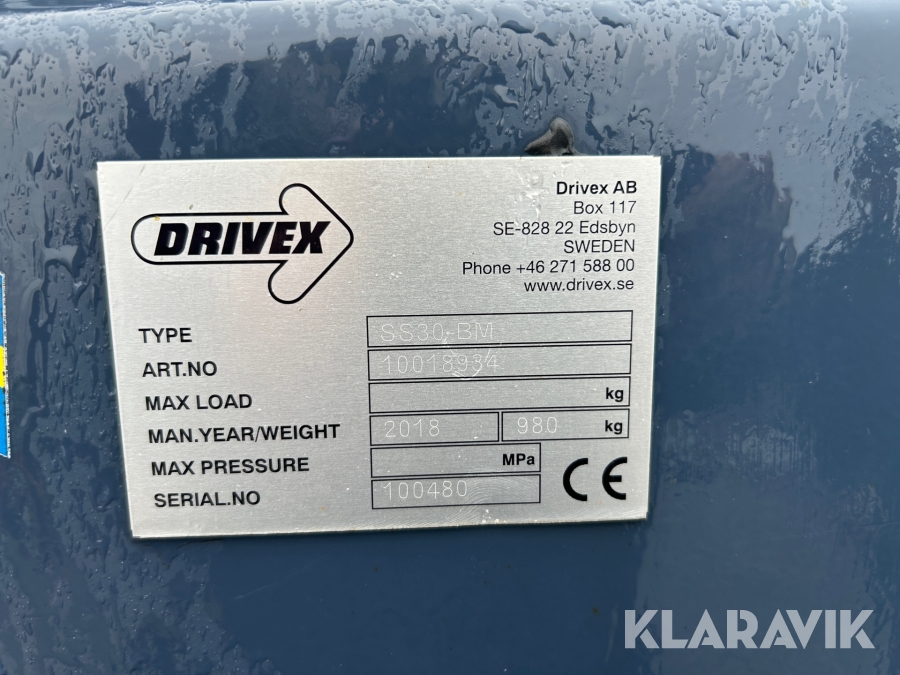 DRIVEX
Drivex AB
Box 117
SE-828 22 Edsbyn
SWEDEN
Phone +46 271 588 00
www.drivex.se
TYPE SS30-BM
ART.NO 10018934
MAX LOAD kg
MAN.YEAR/WEIGHT 2018 980 kg
MAX PRESSURE MPa
SERIAL.NO 100480
CE
KLARAVIK